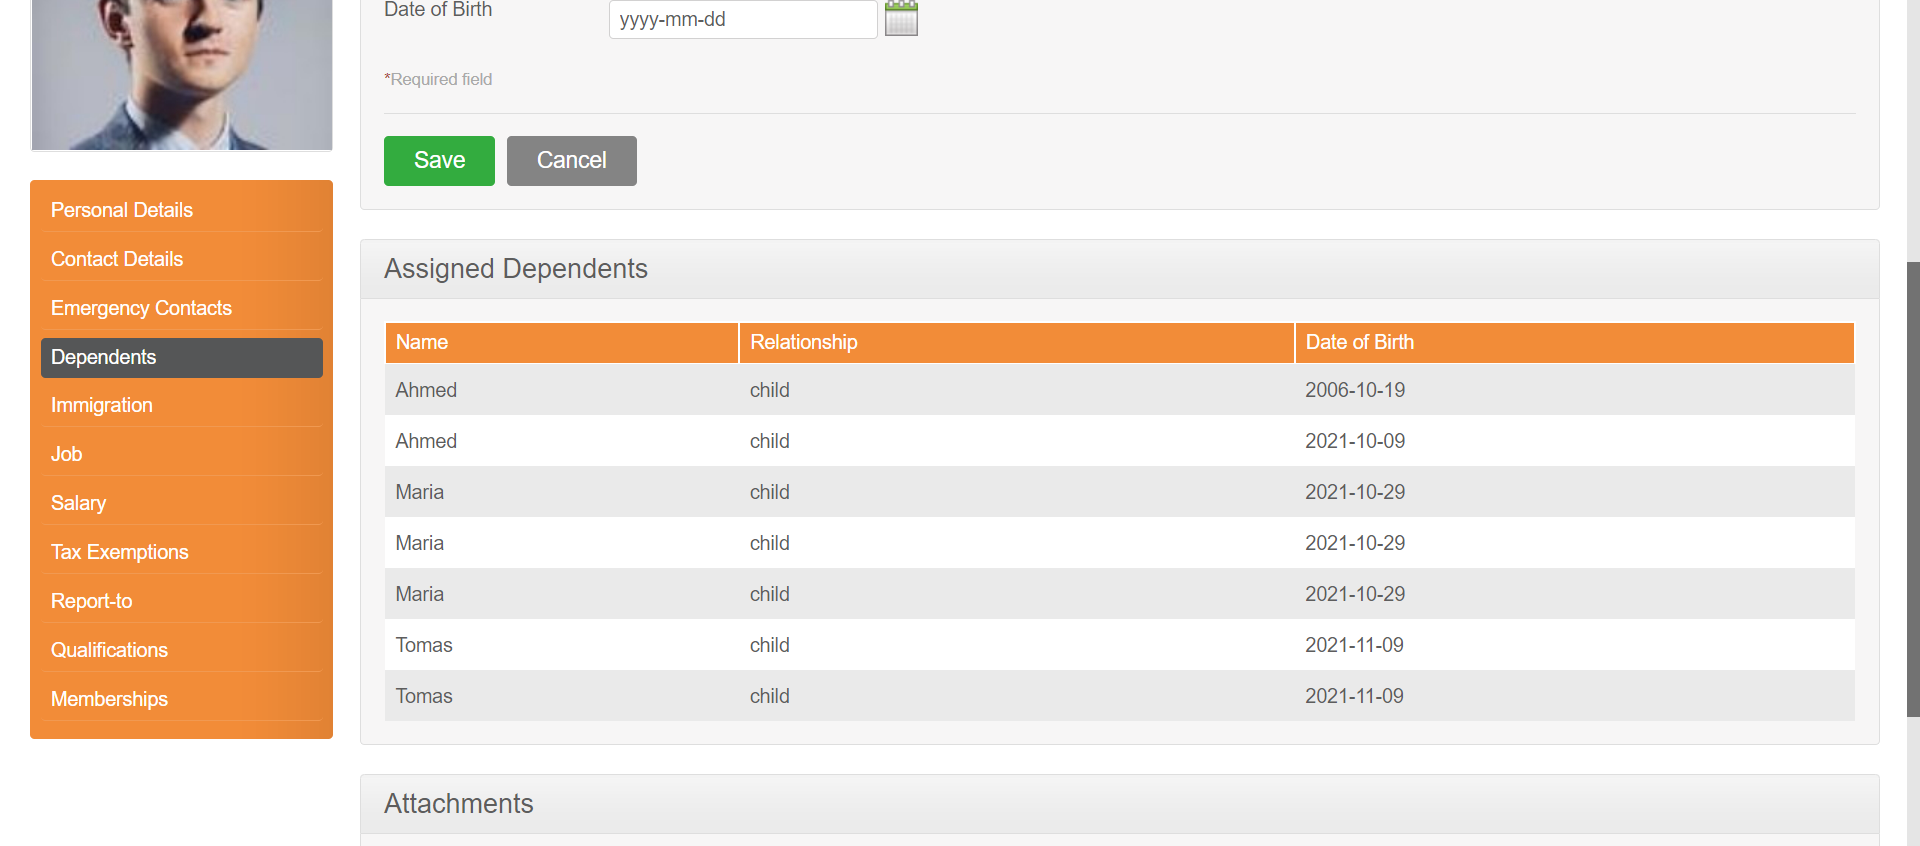 Date of Birth yyyy-mm-dd
*Required field
Save Cancel
Personal Details
Contact Details
Emergency Contacts
Dependents
Immigration
Job
Salary
Tax Exemptions
Report-to
Qualifications
Memberships
Assigned Dependents
Name Relationship Date of Birth
Ahmed child 2006-10-19
Ahmed child 2021-10-09
Maria child 2021-10-29
Maria child 2021-10-29
Maria child 2021-10-29
Tomas child 2021-11-09
Tomas child 2021-11-09
Attachments